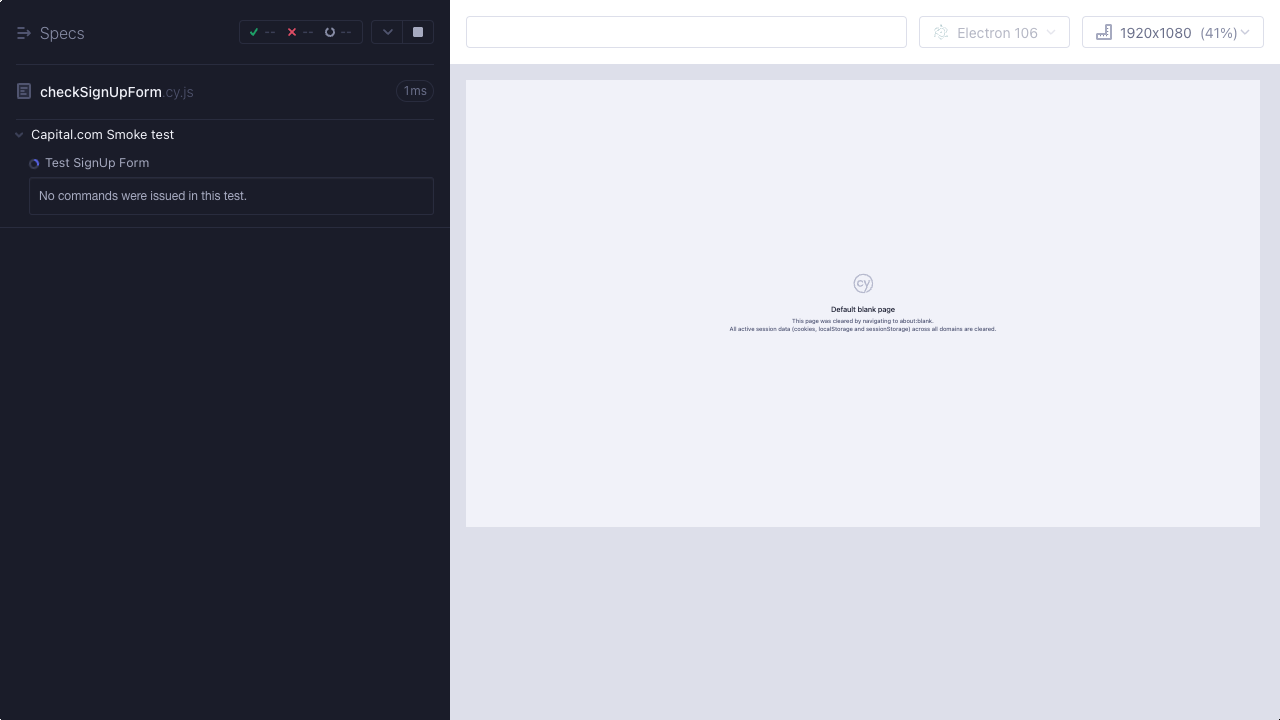 Specs
--
--
--
checkSignUpForm.cy.js
1ms
Capital.com Smoke test
Test SignUp Form
No commands were issued in this test.
Electron 106
1920x1080 (41%)
cy
Default blank page
This page was cleared by navigating to about:blank.
All active session data (cookies, localStorage and sessionStorage) across all domains are cleared.